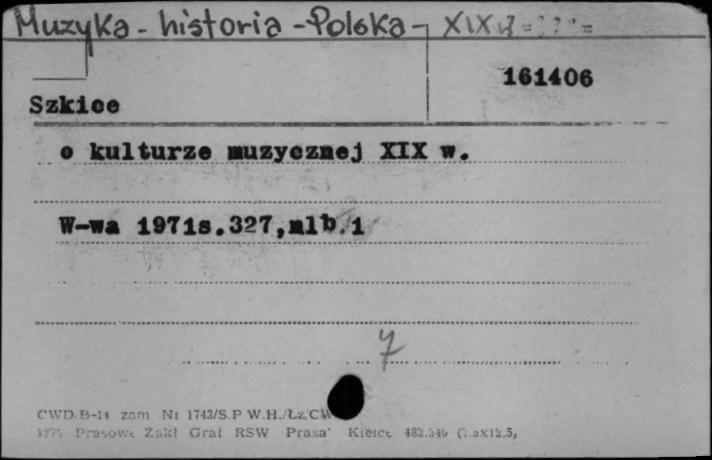 Muzyka - historia - Polska - XIX w
161406
Szkice
o kulturze muzycznej XIX w.
W-wa 1971s.327,nlb.1
7
CWD B-14 zam Nr 1743/S.P W.H./Łz.CW
Prasowe Zakł Graf RSW Prasa" Kielce